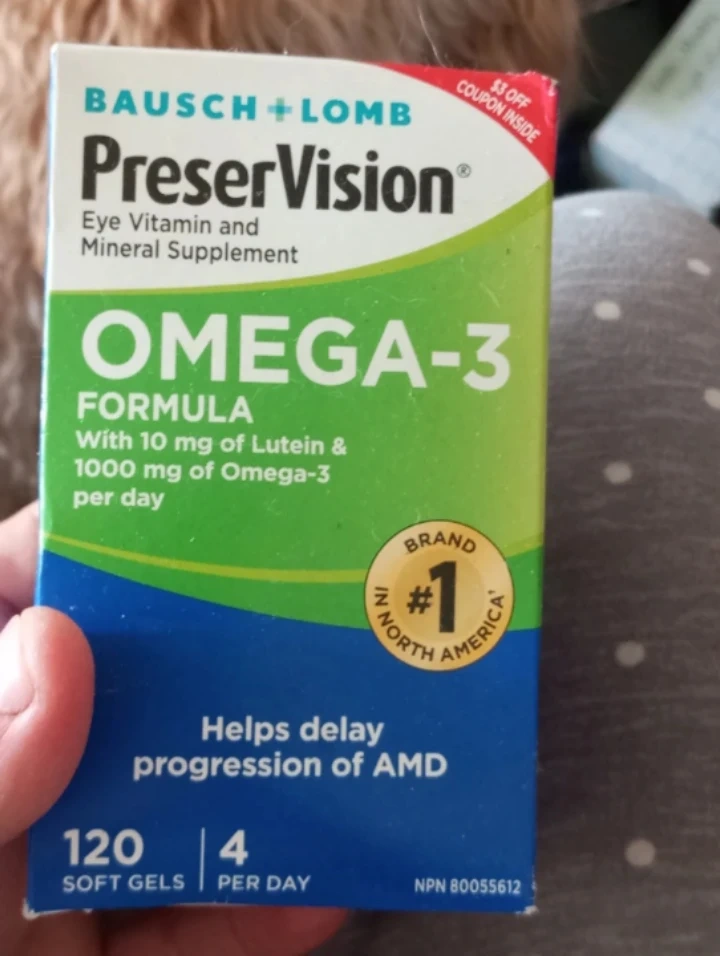 $3 OFF
COUPON INSIDE
BAUSCH + LOMB
PreserVision®
Eye Vitamin and
Mineral Supplement
OMEGA-3
FORMULA
With 10 mg of Lutein &
1000 mg of Omega-3
per day
BRAND
#1
IN NORTH AMERICA†
Helps delay
progression of AMD
120
SOFT GELS
4
PER DAY
NPN 80055612